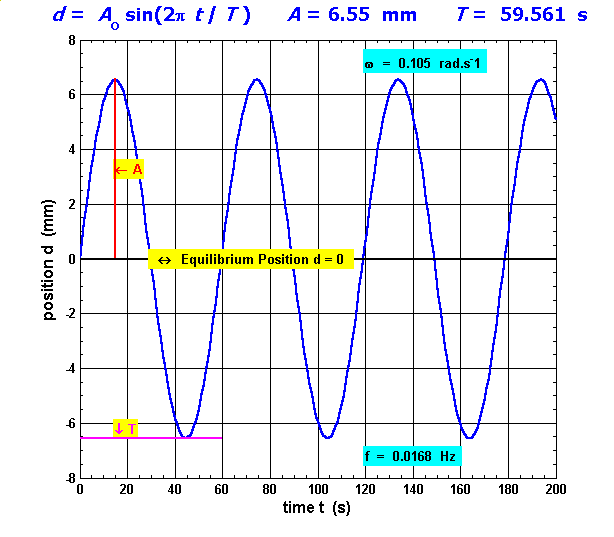 d = Aₒ sin(2π t / T ) A = 6.55 mm T = 59.561 s
8
ω = 0.105 rad.s⁻1
6
4
← A
2
position d (mm)
0
↔ Equilibrium Position d = 0
-2
-4
-6
↓ T
f = 0.0168 Hz
-8
0 20 40 60 80 100 120 140 160 180 200
time t (s)